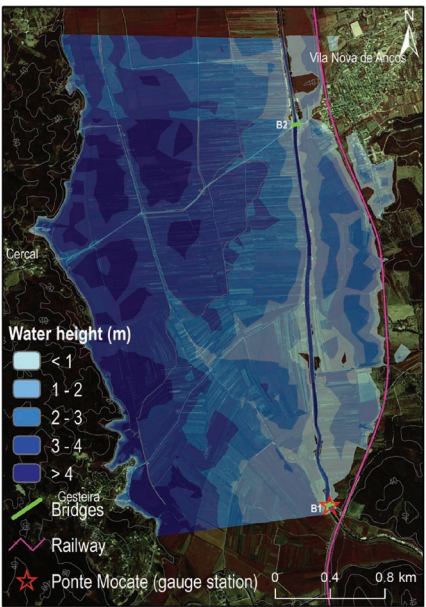 N
Vila Nova de Anços
B2
Cercal
Water height (m)
< 1
1 - 2
2 - 3
3 - 4
> 4
Gesteira
Bridges
B1
Railway
Ponte Mocate (gauge station)
0 0.4 0.8 km